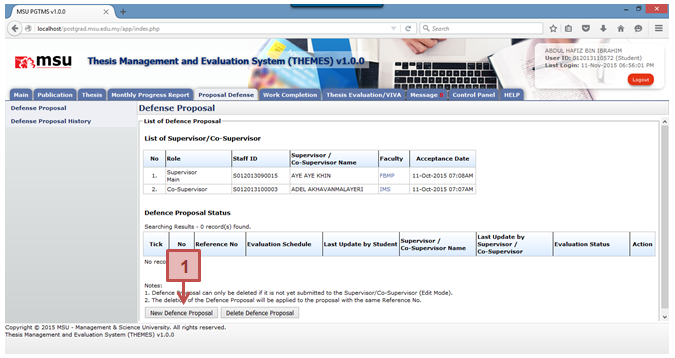 MSU PGTMS v1.0.0
localhost/postgrad.msu.edu.my/app/index.php
Search
msu
Thesis Management and Evaluation System (THEMES) v1.0.0
ABDUL HAFIZ BIN IBRAHIM
User ID: 012013110572 (Student)
Last Login: 11-Nov-2015 06:56:01 PM
Logout
Main Publication Thesis Monthly Progress Report Proposal Defense Work Completion Thesis Evaluation/VIVA Message Control Panel HELP
Defense Proposal
Defense Proposal History
Defense Proposal
List of Defence Proposal
List of Supervisor/Co-Supervisor
No Role Staff ID Supervisor / Co-Supervisor Name Faculty Acceptance Date
1. Supervisor Main S012013090015 AYE AYE KHIN FBMP 11-Oct-2015 07:08AM
2. Co-Supervisor S012013100003 ADEL AKHAVANMALAYERI IMS 11-Oct-2015 07:07AM
Defence Proposal Status
Searching Results - 0 record(s) found.
Tick No Reference No Evaluation Schedule Last Update by Student Supervisor / Co-Supervisor Name Last Update by Supervisor / Co-Supervisor Evaluation Status Action
No
1
Notes:
1. Defence can only be deleted if it is not yet submitted to the Supervisor/Co-Supervisor (Edit Mode).
2. The of the Defence Proposal will be applied to the proposal with the same Reference No.
New Defence Proposal Delete Defence Proposal
Copyright © 2015 MSU - Management & Science University. All rights reserved.
Thesis Management and Evaluation System (THEMES) v1.0.0